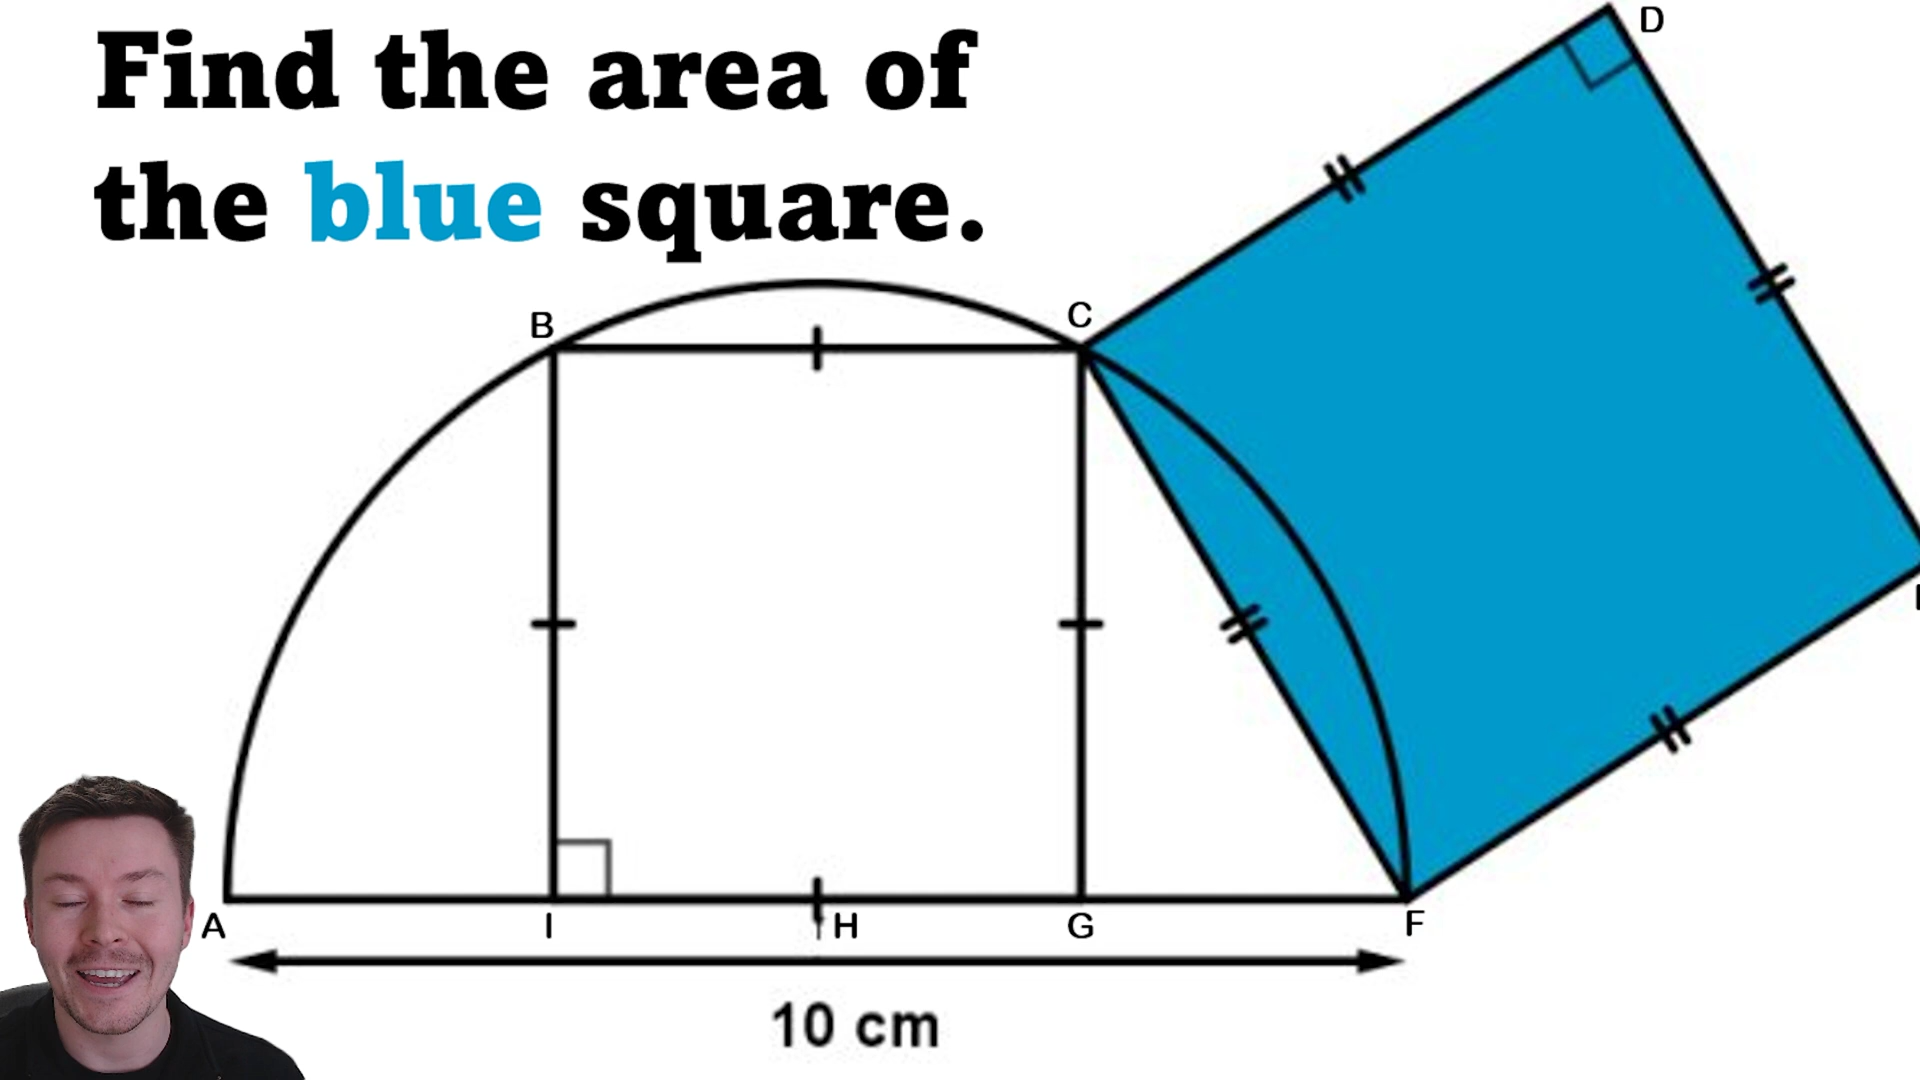 Find the area of
the blue square.
D
B
C
A
I
H
G
F
10 cm